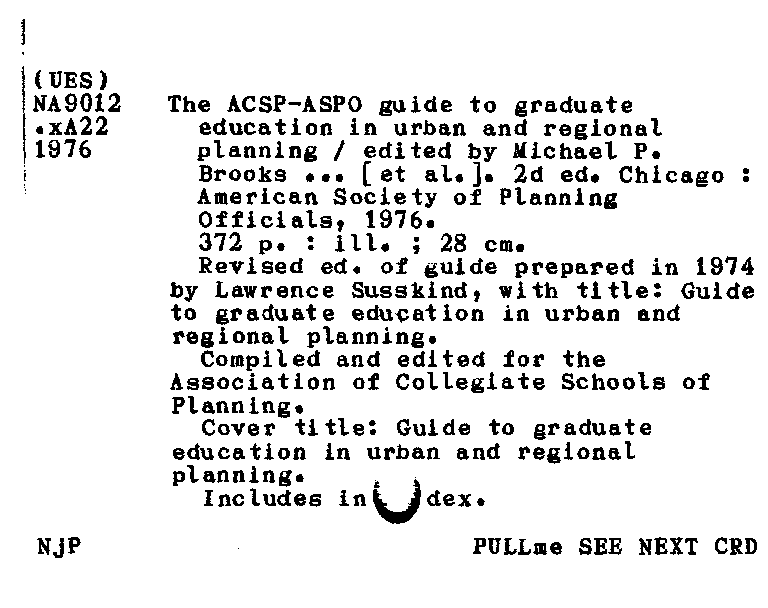 (UES)
NA9012 The ACSP-ASPO guide to graduate
.xA22 education in urban and regional
1976 planning / edited by Michael P.
Brooks ... [et al.]. 2d ed. Chicago :
American Society of Planning
Officials, 1976.
372 p. : ill. ; 28 cm.
Revised ed. of guide prepared in 1974
by Lawrence Susskind, with title: Guide
to graduate education in urban and
regional planning.
Compiled and edited for the
Association of Collegiate Schools of
Planning.
Cover title: Guide to graduate
education in urban and regional
planning.
Includes index.
NjP PULLme SEE NEXT CRD